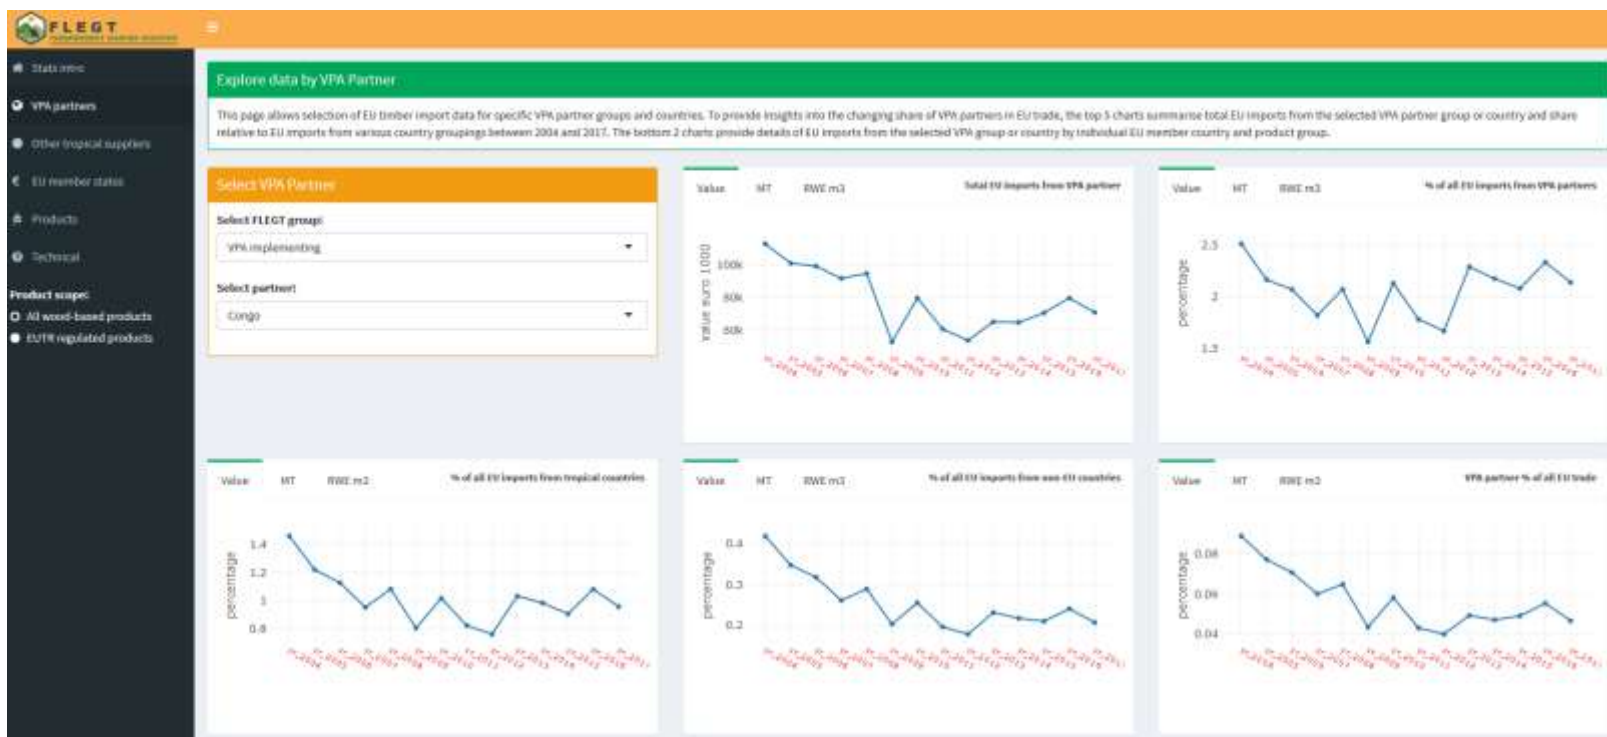 FLEGT
INDEPENDENT MARKET MONITOR
Stats intro
VPA partners
Other tropical suppliers
EU member states
Products
Technical
Product scope:
All wood-based products
EUTR regulated products
Explore data by VPA Partner
This page allows selection of EU timber import data for specific VPA partner groups and countries. To provide insights into the changing share of VPA partners in EU trade, the top 5 charts summarise total EU imports from the selected VPA partner group or country and share
relative to EU imports from various country groupings between 2004 and 2017. The bottom 2 charts provide details of EU imports from the selected VPA group or country by individual EU member country and product group.
Select VPA Partner
Select FLEGT group:
VPA implementing
Select partner:
Congo
Value MT RWE m3 Total EU imports from VPA partner
value euro 1000
100k
80k
60k
Value MT RWE m3 % of all EU imports from VPA partners
percentage
2.5
2
1.5
Value MT RWE m3 % of all EU imports from tropical countries
percentage
1.4
1.2
1
0.8
Value MT RWE m3 % of all EU imports from non-EU countries
percentage
0.4
0.3
0.2
Value MT RWE m3 VPA partner % of all EU trade
percentage
0.08
0.06
0.04